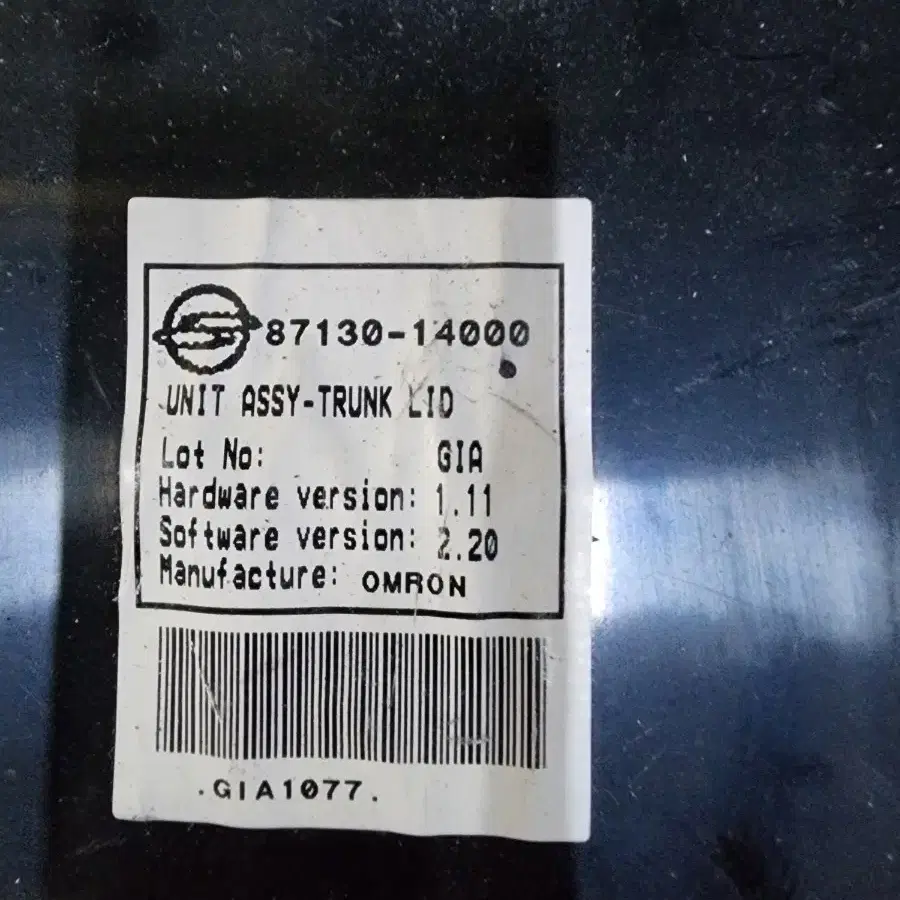 87130-14000
UNIT ASSY-TRUNK LID
Lot No: GIA
Hardware version: 1.11
Software version: 2.20
Manufacture: OMRON
.GIA1077.